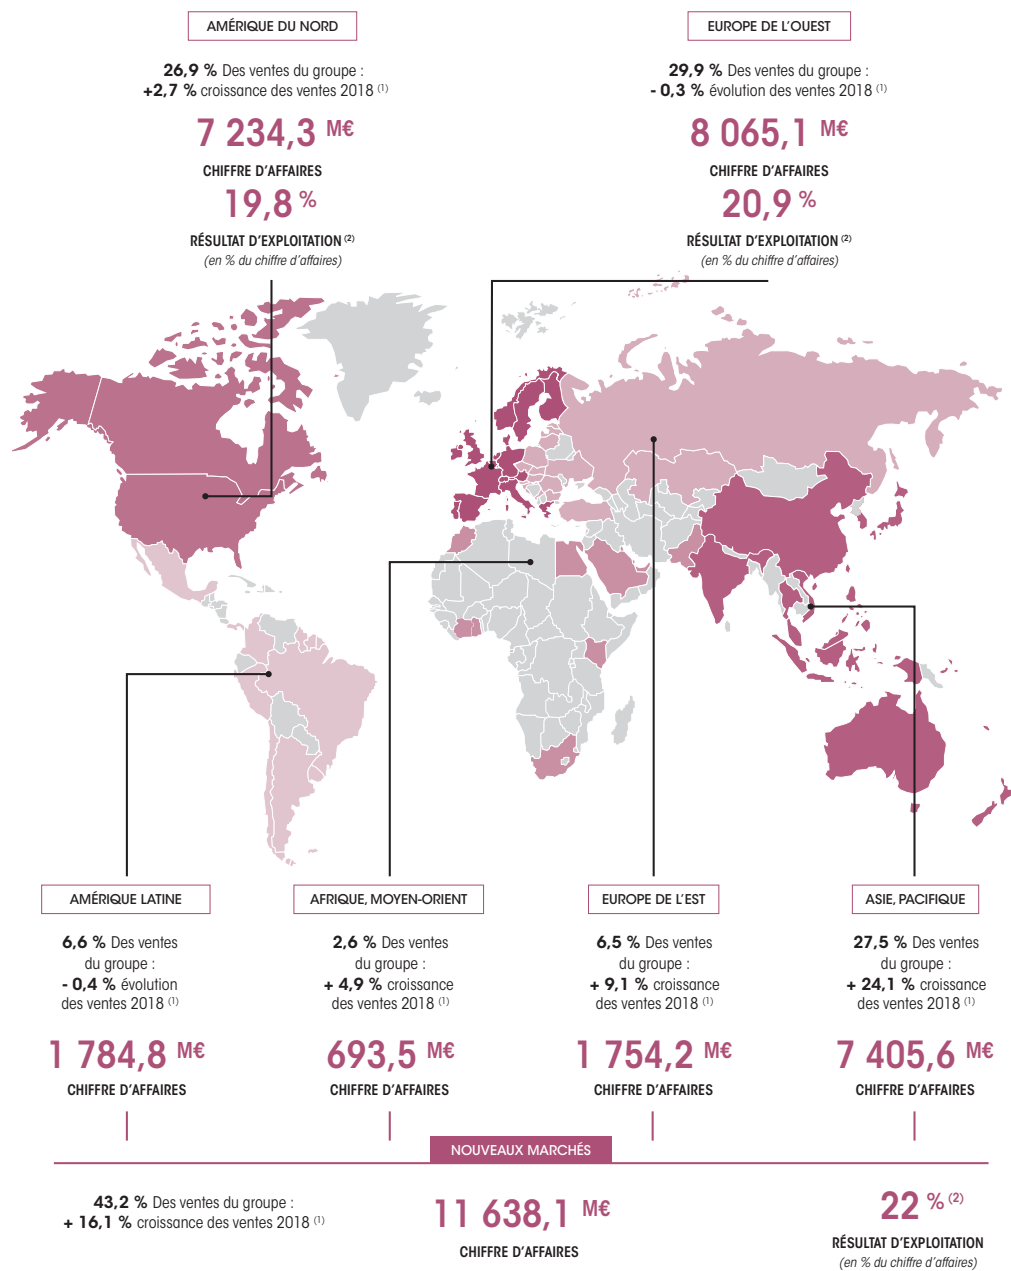 AMÉRIQUE DU NORD
26,9 % Des ventes du groupe :
+2,7 % croissance des ventes 2018 (1)
7 234,3 M€
CHIFFRE D'AFFAIRES
19,8 %
RÉSULTAT D'EXPLOITATION (2)
(en % du chiffre d'affaires)
EUROPE DE L'OUEST
29,9 % Des ventes du groupe :
- 0,3 % évolution des ventes 2018 (1)
8 065,1 M€
CHIFFRE D'AFFAIRES
20,9 %
RÉSULTAT D'EXPLOITATION (2)
(en % du chiffre d'affaires)
AMÉRIQUE LATINE
6,6 % Des ventes
du groupe :
- 0,4 % évolution
des ventes 2018 (1)
1 784,8 M€
CHIFFRE D'AFFAIRES
AFRIQUE, MOYEN-ORIENT
2,6 % Des ventes
du groupe :
+ 4,9 % croissance
des ventes 2018 (1)
693,5 M€
CHIFFRE D'AFFAIRES
EUROPE DE L'EST
6,5 % Des ventes
du groupe :
+ 9,1 % croissance
des ventes 2018 (1)
1 754,2 M€
CHIFFRE D'AFFAIRES
ASIE, PACIFIQUE
27,5 % Des ventes
du groupe :
+ 24,1 % croissance
des ventes 2018 (1)
7 405,6 M€
CHIFFRE D'AFFAIRES
NOUVEAUX MARCHÉS
43,2 % Des ventes du groupe :
+ 16,1 % croissance des ventes 2018 (1)
11 638,1 M€
CHIFFRE D'AFFAIRES
22 % (2)
RÉSULTAT D'EXPLOITATION
(en % du chiffre d'affaires)